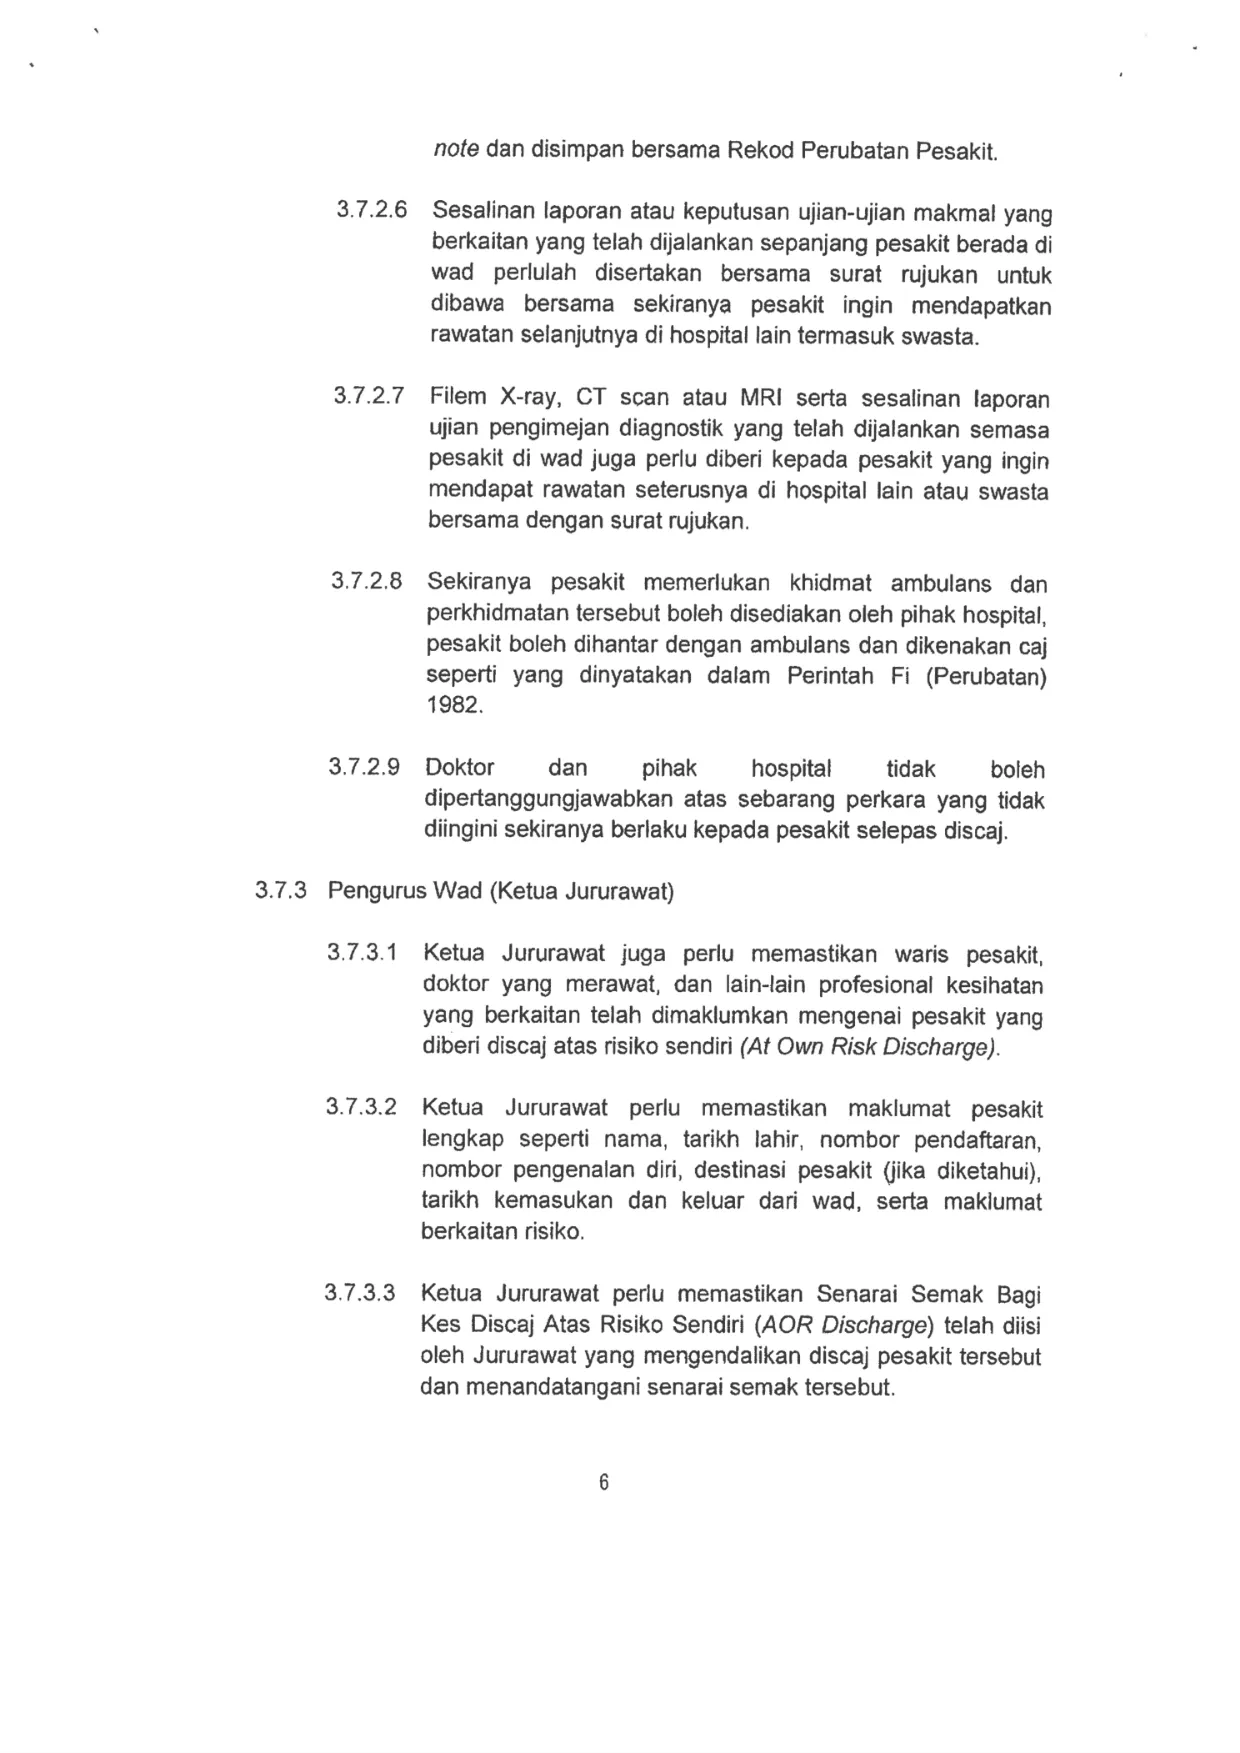 note dan disimpan bersama Rekod Perubatan Pesakit.
3.7.2.6 Sesalinan laporan atau keputusan ujian-ujian makmal yang
berkaitan yang telah dijalankan sepanjang pesakit berada di
wad perlulah disertakan bersama surat rujukan untuk
dibawa bersama sekiranya pesakit ingin mendapatkan
rawatan selanjutnya di hospital lain termasuk swasta.
3.7.2.7 Filem X-ray, CT scan atau MRI serta sesalinan laporan
ujian pengimejan diagnostik yang telah dijalankan semasa
pesakit di wad juga perlu diberi kepada pesakit yang ingin
mendapat rawatan seterusnya di hospital lain atau swasta
bersama dengan surat rujukan.
3.7.2.8 Sekiranya pesakit memerlukan khidmat ambulans dan
perkhidmatan tersebut boleh disediakan oleh pihak hospital,
pesakit boleh dihantar dengan ambulans dan dikenakan caj
seperti yang dinyatakan dalam Perintah Fi (Perubatan)
1982.
3.7.2.9 Doktor dan pihak hospital tidak boleh
dipertanggungjawabkan atas sebarang perkara yang tidak
diingini sekiranya berlaku kepada pesakit selepas discaj.
3.7.3 Pengurus Wad (Ketua Jururawat)
3.7.3.1 Ketua Jururawat juga perlu memastikan waris pesakit,
doktor yang merawat, dan lain-lain profesional kesihatan
yang berkaitan telah dimaklumkan mengenai pesakit yang
diberi discaj atas risiko sendiri (At Own Risk Discharge).
3.7.3.2 Ketua Jururawat perlu memastikan maklumat pesakit
lengkap seperti nama, tarikh lahir, nombor pendaftaran,
nombor pengenalan diri, destinasi pesakit (jika diketahui),
tarikh kemasukan dan keluar dari wad, serta maklumat
berkaitan risiko.
3.7.3.3 Ketua Jururawat perlu memastikan Senarai Semak Bagi
Kes Discaj Atas Risiko Sendiri (AOR Discharge) telah diisi
oleh Jururawat yang mengendalikan discaj pesakit tersebut
dan menandatangani senarai semak tersebut.
6